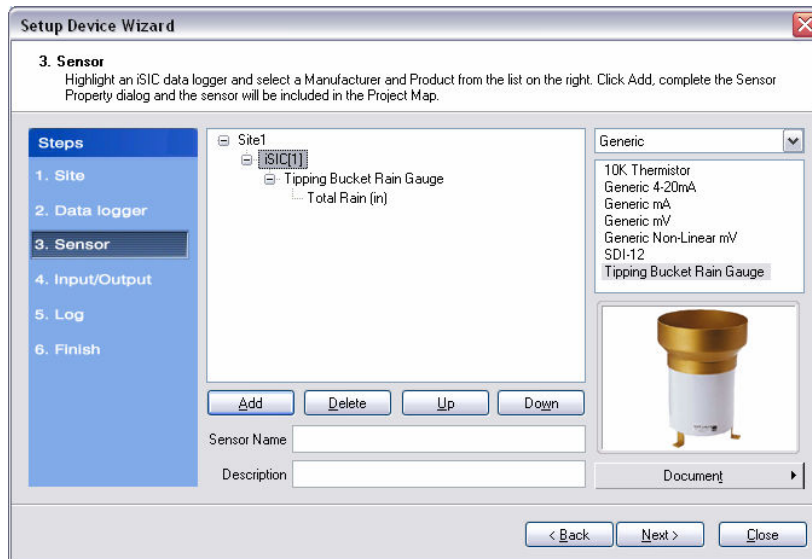 Setup Device Wizard
3. Sensor
Highlight an iSIC data logger and select a Manufacturer and Product from the list on the right. Click Add, complete the Sensor
Property dialog and the sensor will be included in the Project Map.
Steps
1. Site
2. Data logger
3. Sensor
4. Input/Output
5. Log
6. Finish
Site1
iSIC[1]
Tipping Bucket Rain Gauge
Total Rain (in)
Generic
10K Thermistor
Generic 4-20mA
Generic mA
Generic mV
Generic Non-Linear mV
SDI-12
Tipping Bucket Rain Gauge
Add
Delete
Up
Down
Sensor Name
Description
Document
< Back
Next >
Close